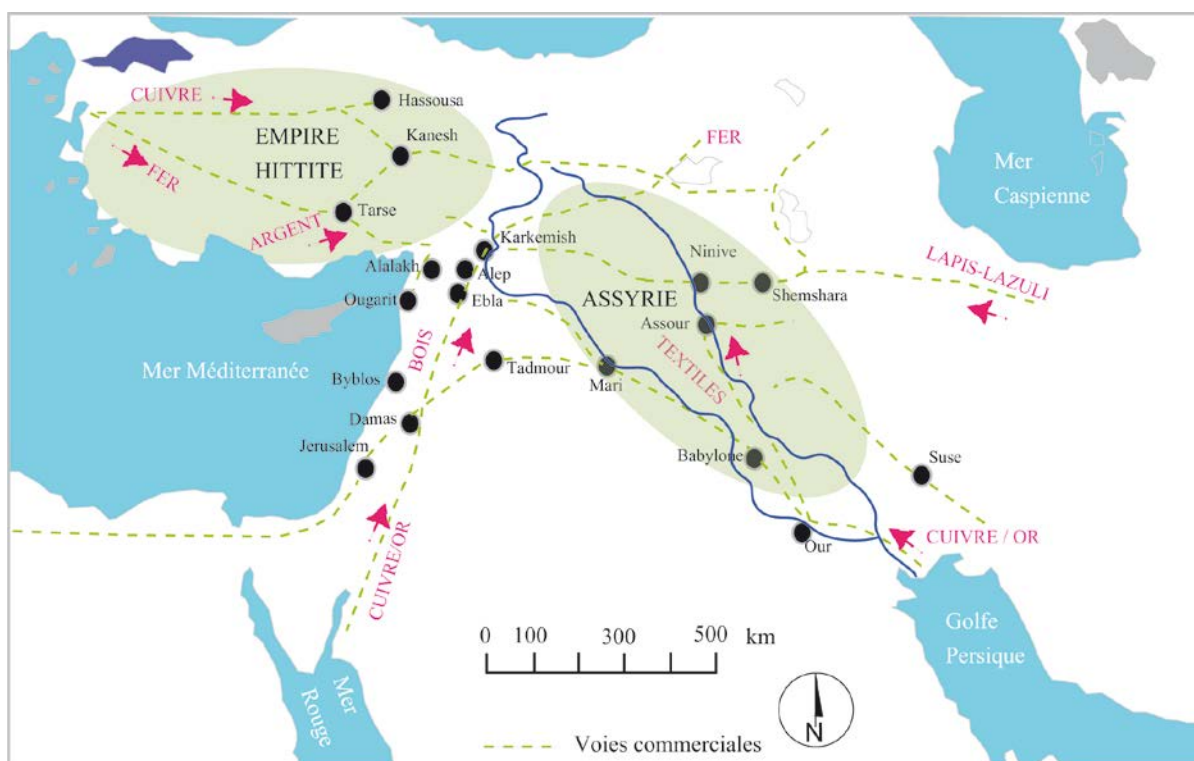 CUIVRE
Hassousa
EMPIRE
HITTITE
Kanesh
FER
FER
Mer
Caspienne
Tarse
ARGENT
Karkemish
Alalakh
Alep
Ninive
LAPIS-LAZULI
Ougarit
Ebla
ASSYRIE
Shemshara
Assour
BOIS
TEXTILES
Mer Méditerranée
Byblos
Tadmour
Mari
Damas
Jerusalem
Babylone
Suse
CUIVRE/OR
Our
CUIVRE / OR
0 100 300 500 km
Golfe
Persique
Mer
Rouge
N
Voies commerciales